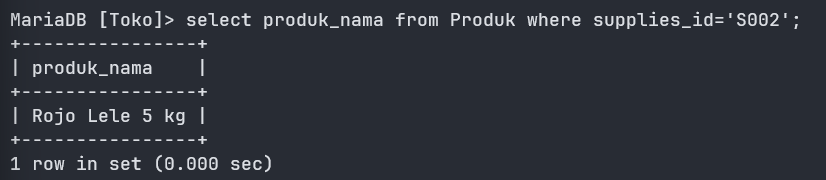 MariaDB [Toko]> select produk_nama from Produk where supplies_id='S002';
+----------------+
| produk_nama    |
+----------------+
| Rojo Lele 5 kg |
+----------------+
1 row in set (0.000 sec)